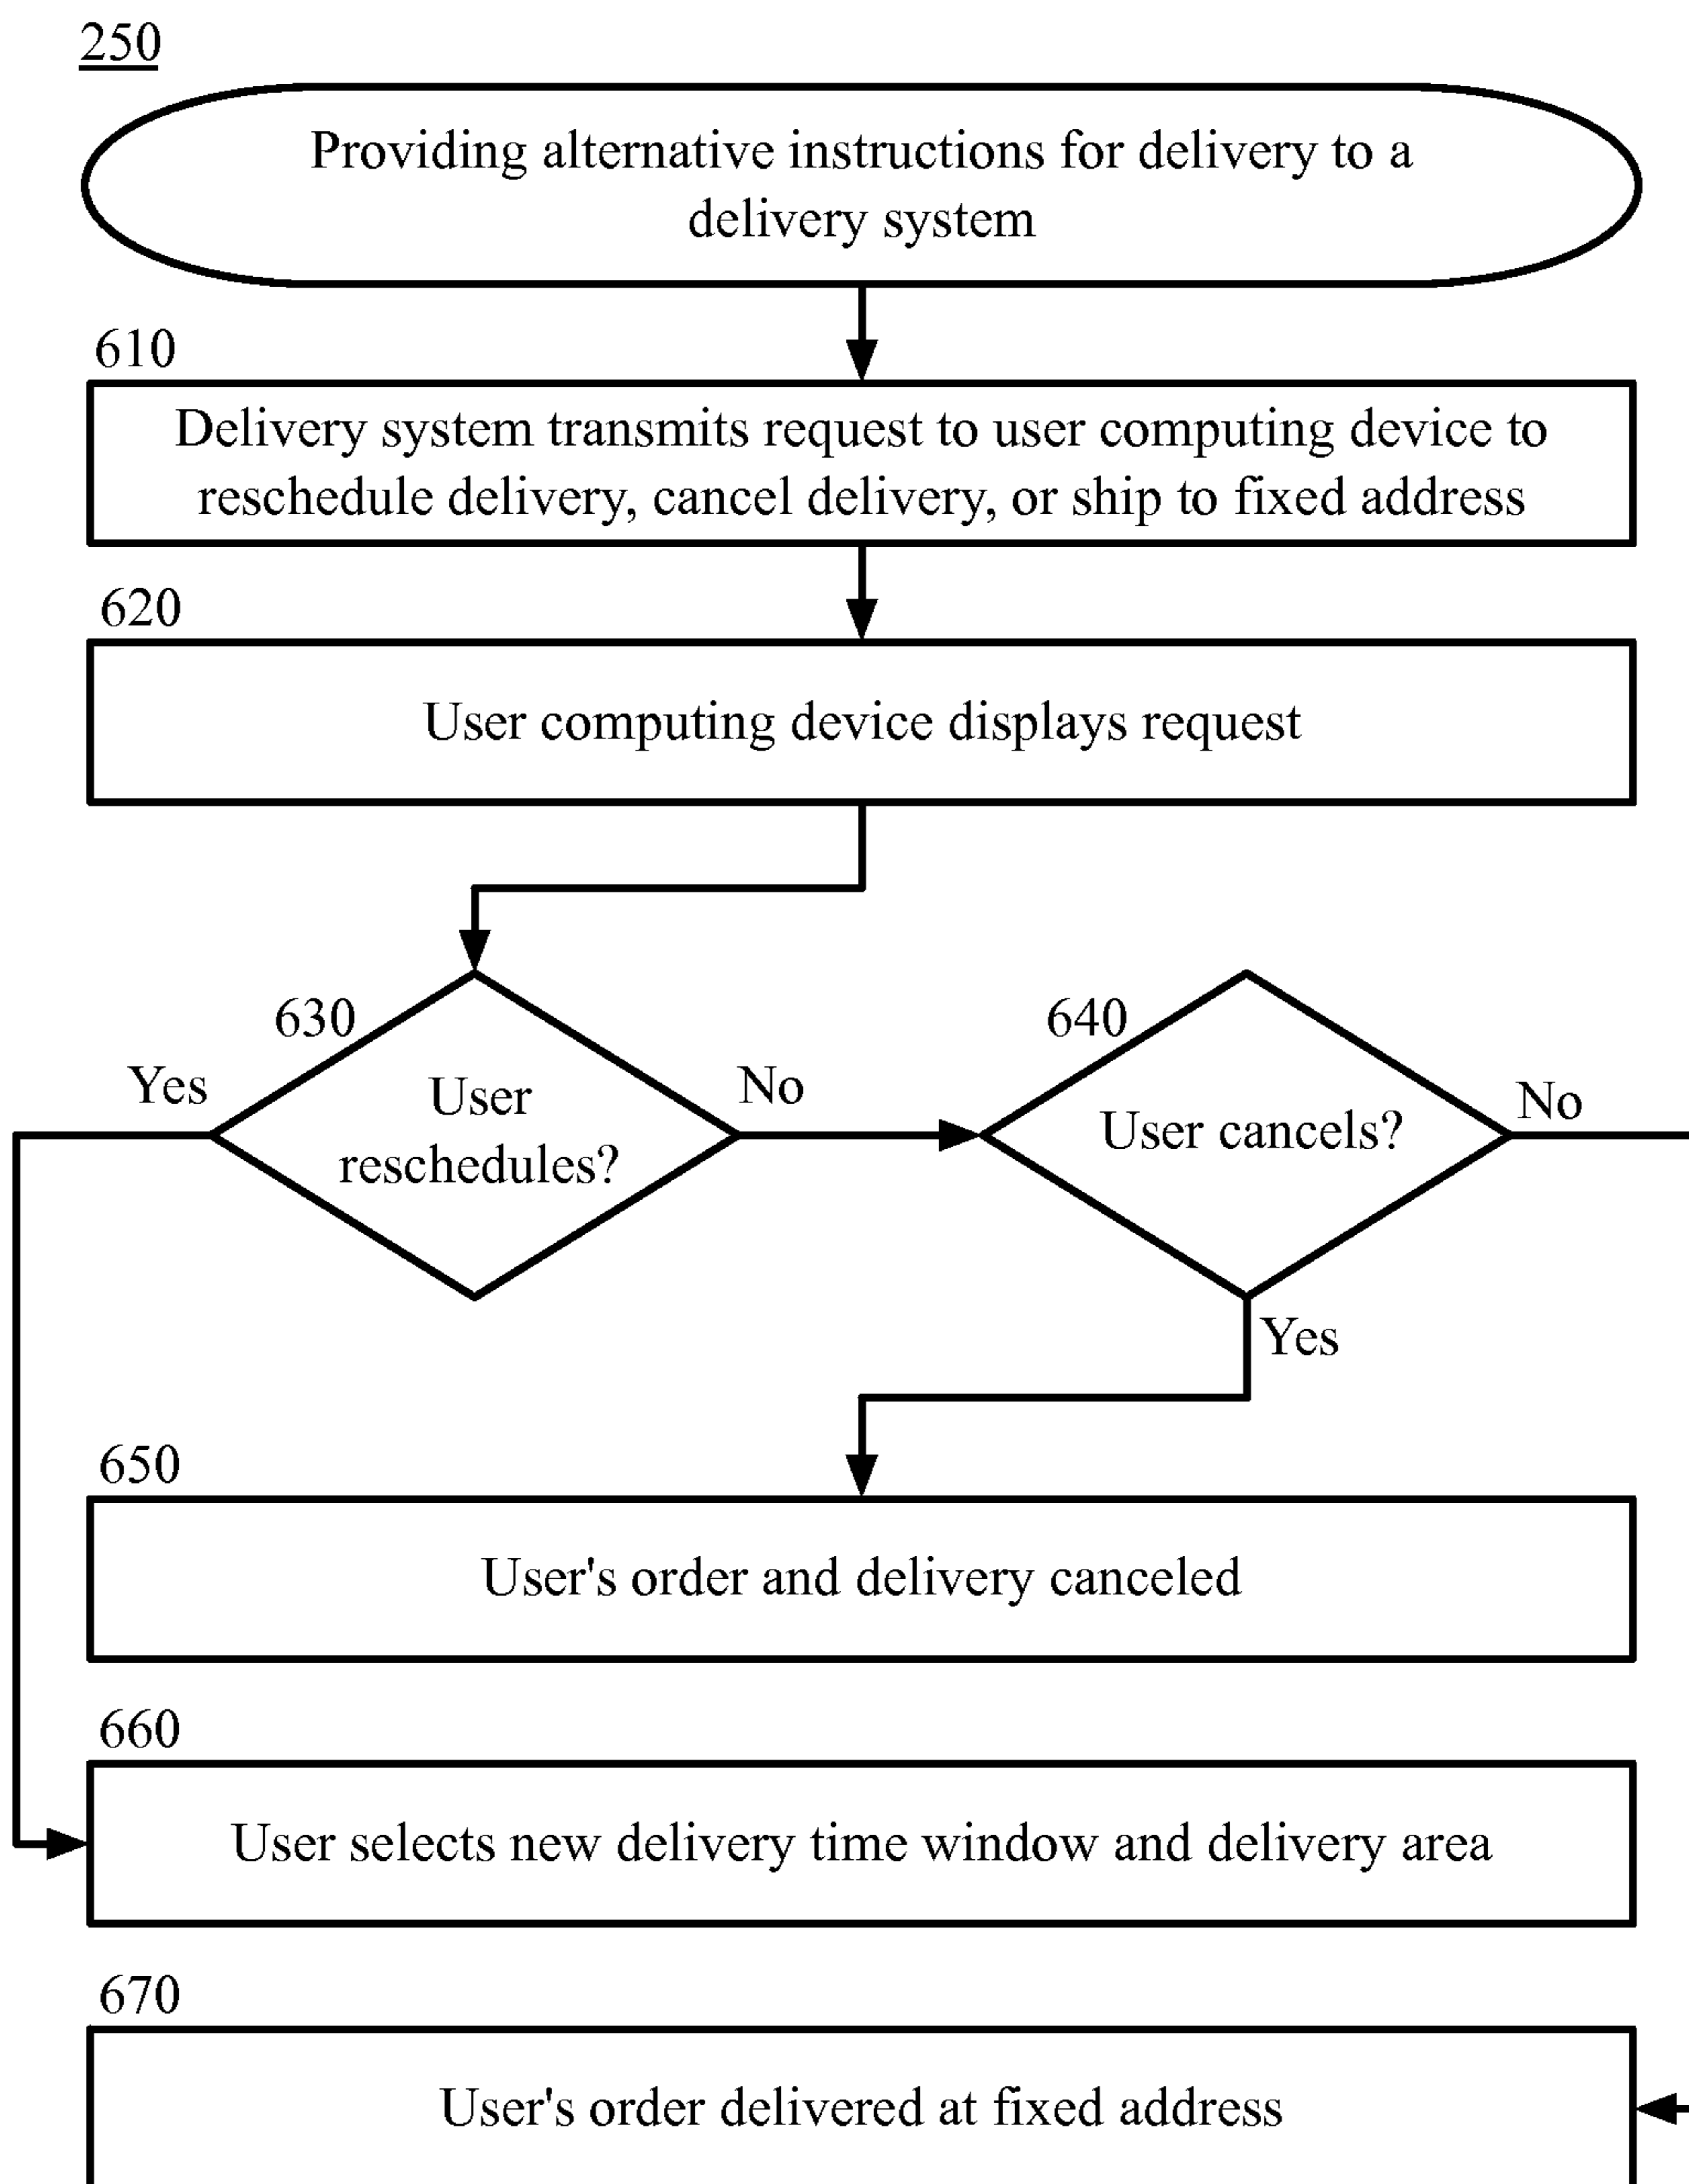 250
Providing alternative instructions for delivery to a
delivery system
610
Delivery system transmits request to user computing device to
reschedule delivery, cancel delivery, or ship to fixed address
620
User computing device displays request
630
Yes
User
reschedules?
No
640
User cancels?
No
Yes
650
User's order and delivery canceled
660
User selects new delivery time window and delivery area
670
User's order delivered at fixed address